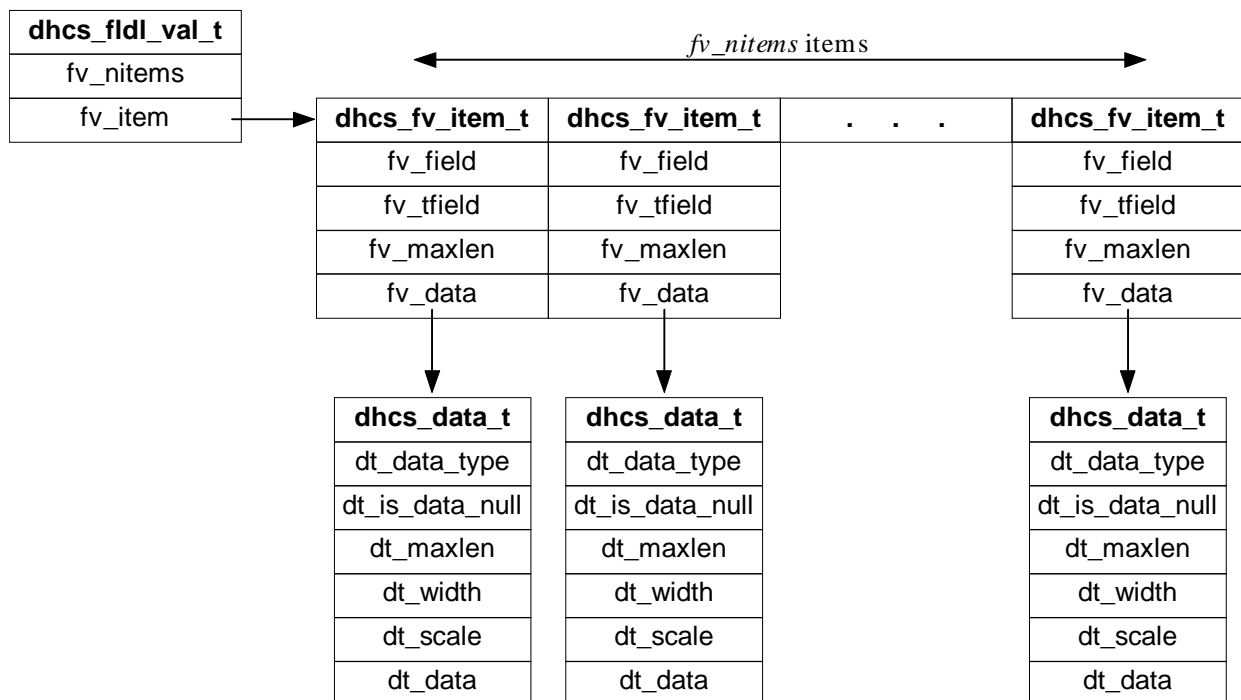 dhcs_fldl_val_t
fv_nitems
fv_item
fv_nitems items
dhcs_fv_item_t dhcs_fv_item_t . . . dhcs_fv_item_t
fv_field fv_field fv_field
fv_tfield fv_tfield fv_tfield
fv_maxlen fv_maxlen fv_maxlen
fv_data fv_data fv_data
dhcs_data_t dhcs_data_t dhcs_data_t
dt_data_type dt_data_type dt_data_type
dt_is_data_null dt_is_data_null dt_is_data_null
dt_maxlen dt_maxlen dt_maxlen
dt_width dt_width dt_width
dt_scale dt_scale dt_scale
dt_data dt_data dt_data